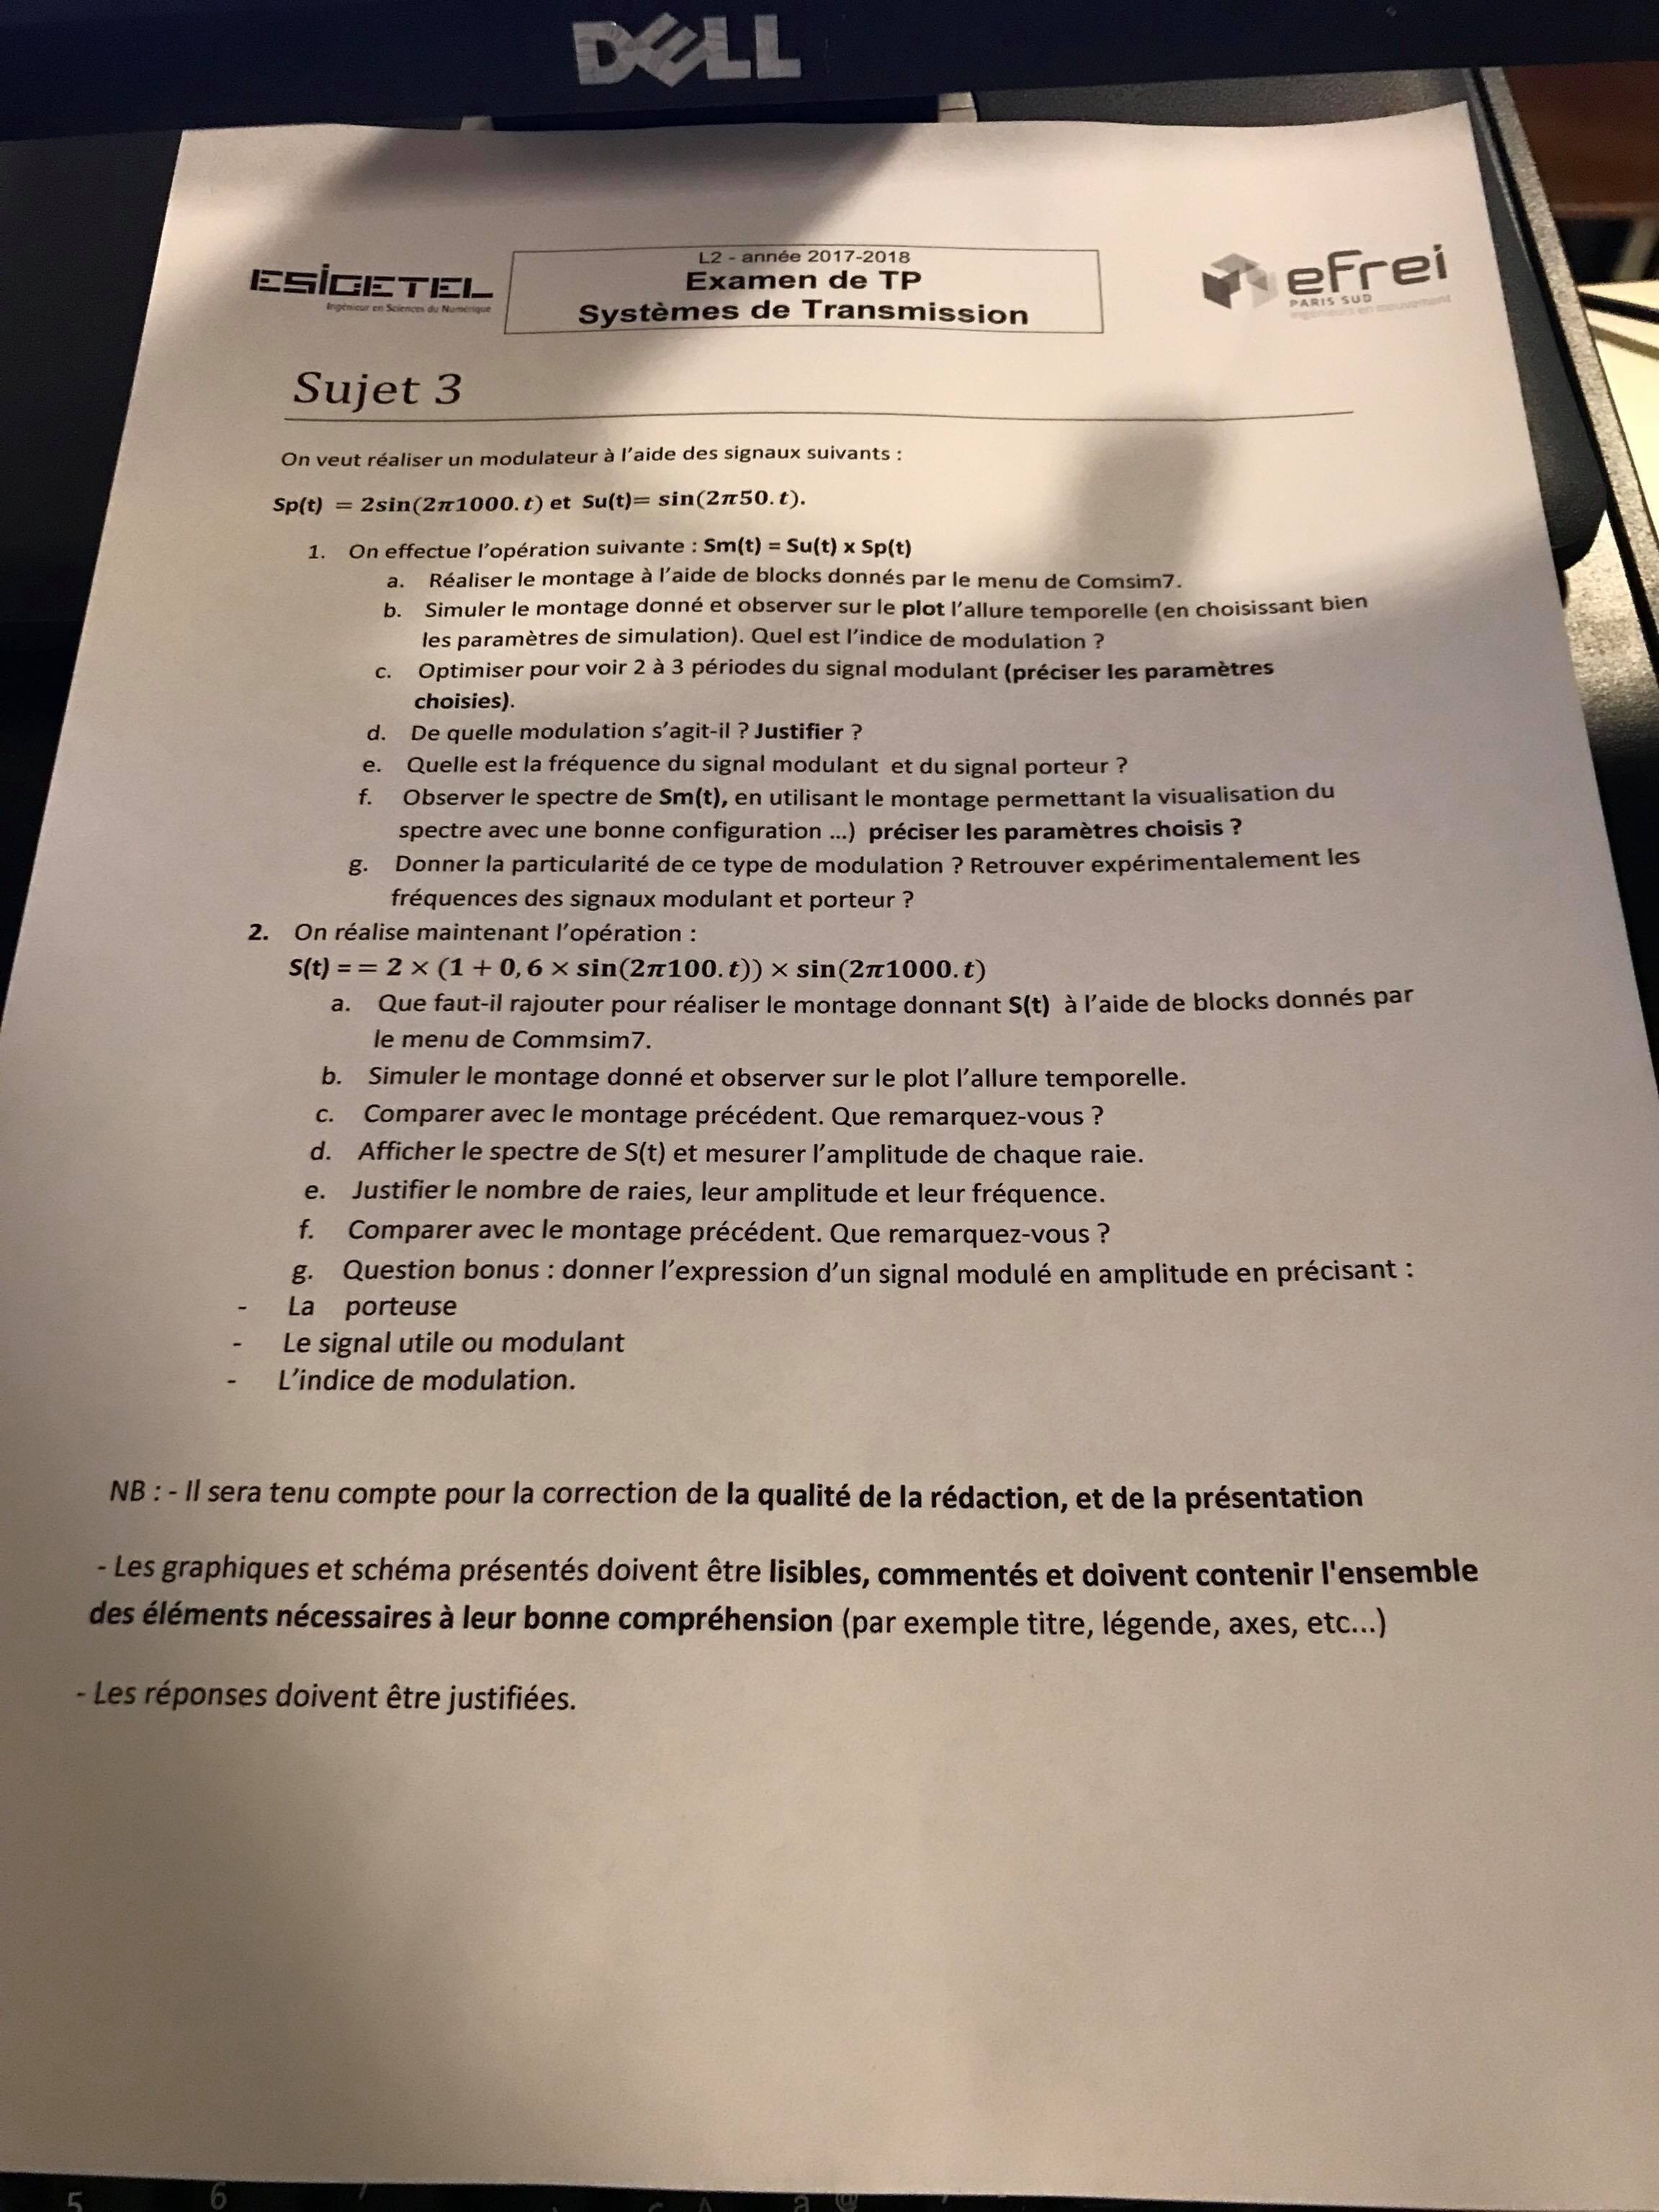 DELL
ESIGETEL
Ingénieur en Sciences du Numérique
L2 - année 2017-2018
Examen de TP
Systèmes de Transmission
efrei
PARIS SUD
ingénieurs en mouvement
Sujet 3
On veut réaliser un modulateur à l'aide des signaux suivants :
Sp(t) = 2sin(2π1000.t) et Su(t)= sin(2π50.t).
1. On effectue l'opération suivante : Sm(t) = Su(t) x Sp(t)
a. Réaliser le montage à l'aide de blocks donnés par le menu de Comsim7.
b. Simuler le montage donné et observer sur le plot l'allure temporelle (en choisissant bien
les paramètres de simulation). Quel est l'indice de modulation ?
c. Optimiser pour voir 2 à 3 périodes du signal modulant (préciser les paramètres
choisies).
d. De quelle modulation s'agit-il ? Justifier ?
e. Quelle est la fréquence du signal modulant et du signal porteur ?
f. Observer le spectre de Sm(t), en utilisant le montage permettant la visualisation du
spectre avec une bonne configuration ...) préciser les paramètres choisis ?
g. Donner la particularité de ce type de modulation ? Retrouver expérimentalement les
fréquences des signaux modulant et porteur ?
2. On réalise maintenant l'opération :
S(t) = = 2 × (1 + 0,6 × sin(2π100.t)) × sin(2π1000.t)
a. Que faut-il rajouter pour réaliser le montage donnant S(t) à l'aide de blocks donnés par
le menu de Commsim7.
b. Simuler le montage donné et observer sur le plot l'allure temporelle.
c. Comparer avec le montage précédent. Que remarquez-vous ?
d. Afficher le spectre de S(t) et mesurer l'amplitude de chaque raie.
e. Justifier le nombre de raies, leur amplitude et leur fréquence.
f. Comparer avec le montage précédent. Que remarquez-vous ?
g. Question bonus : donner l'expression d'un signal modulé en amplitude en précisant :
- La porteuse
- Le signal utile ou modulant
- L'indice de modulation.
NB : - Il sera tenu compte pour la correction de la qualité de la rédaction, et de la présentation
- Les graphiques et schéma présentés doivent être lisibles, commentés et doivent contenir l'ensemble
des éléments nécessaires à leur bonne compréhension (par exemple titre, légende, axes, etc...)
- Les réponses doivent être justifiées.
5 6
a @